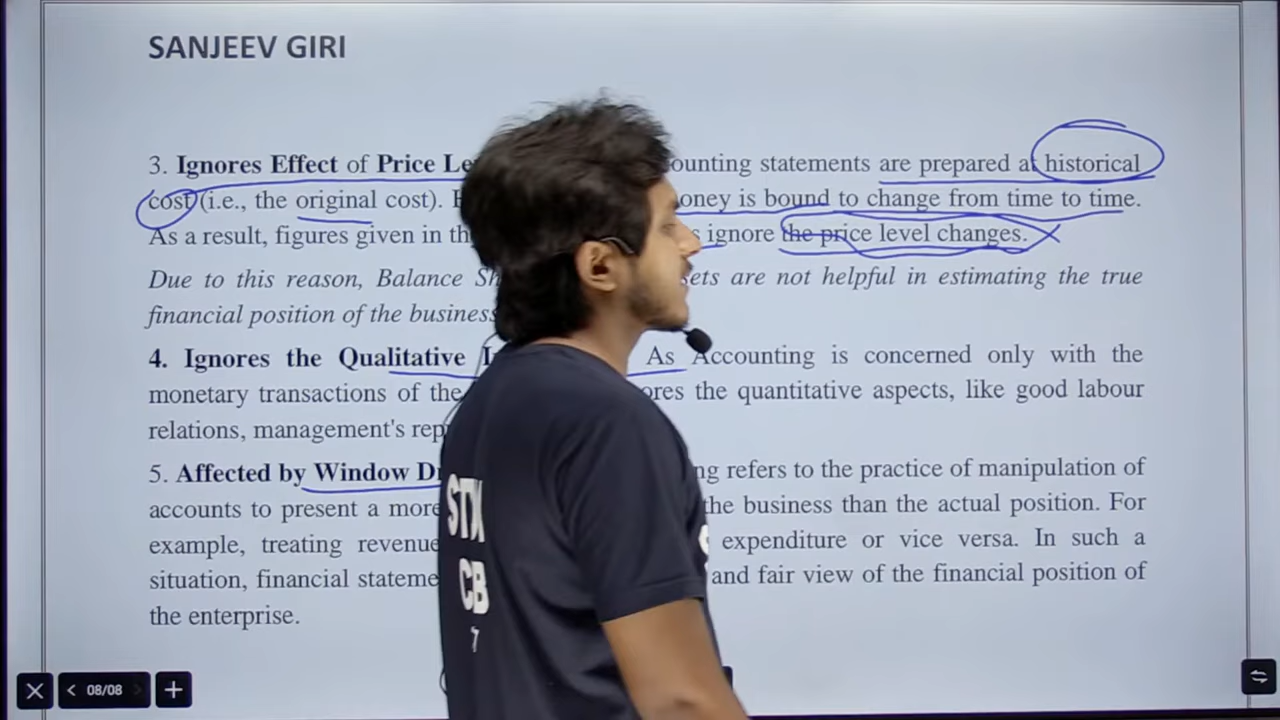 SANJEEV GIRI
3. Ignores Effect of Price Le ounting statements are prepared at historical
cost (i.e., the original cost). oney is bound to change from time to time.
As a result, figures given in th s ignore the price level changes.
Due to this reason, Balance Sh ets are not helpful in estimating the true
financial position of the business
4. Ignores the Qualitative I As Accounting is concerned only with the
monetary transactions of the ores the quantitative aspects, like good labour
relations, management's rep
5. Affected by Window D ng refers to the practice of manipulation of
accounts to present a more the business than the actual position. For
example, treating revenue expenditure or vice versa. In such a
situation, financial stateme and fair view of the financial position of
the enterprise.
CB
08/08